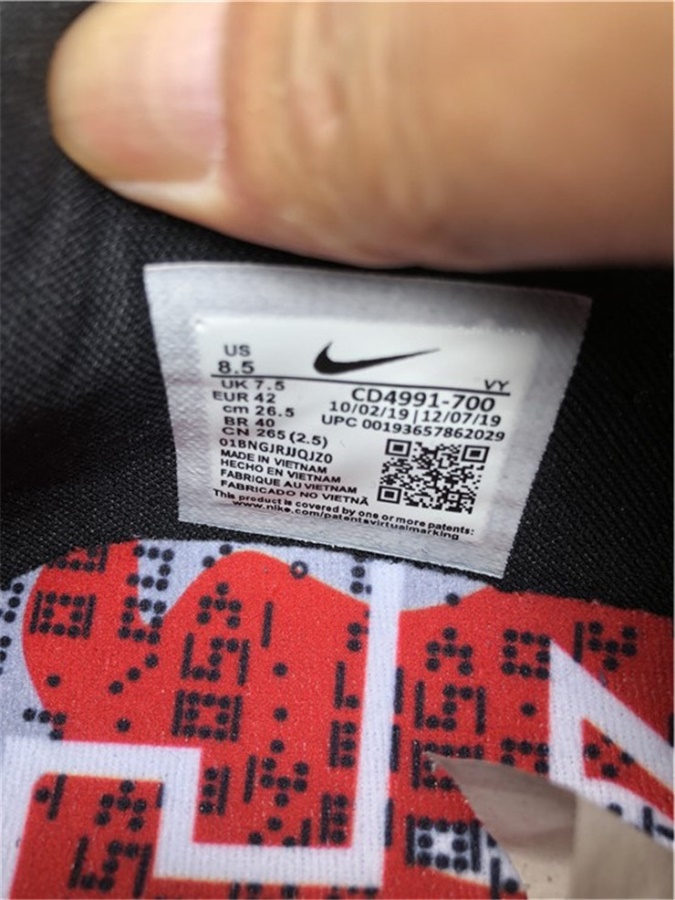 US
8.5
VY
UK 7.5
EUR 42
cm 26.5
BR 40
CN 265 (2.5)
CD4991-700
10/02/19 | 12/07/19
UPC 00193657862029
01BNGJRJJQJZ0
MADE IN VIETNAM
HECHO EN VIETNAM
FABRIQUE AU VIETNAM
FABRICADO NO VIETNÃ
This product is covered by one or more patents:
www.nike.com/patentsvirtualmarking